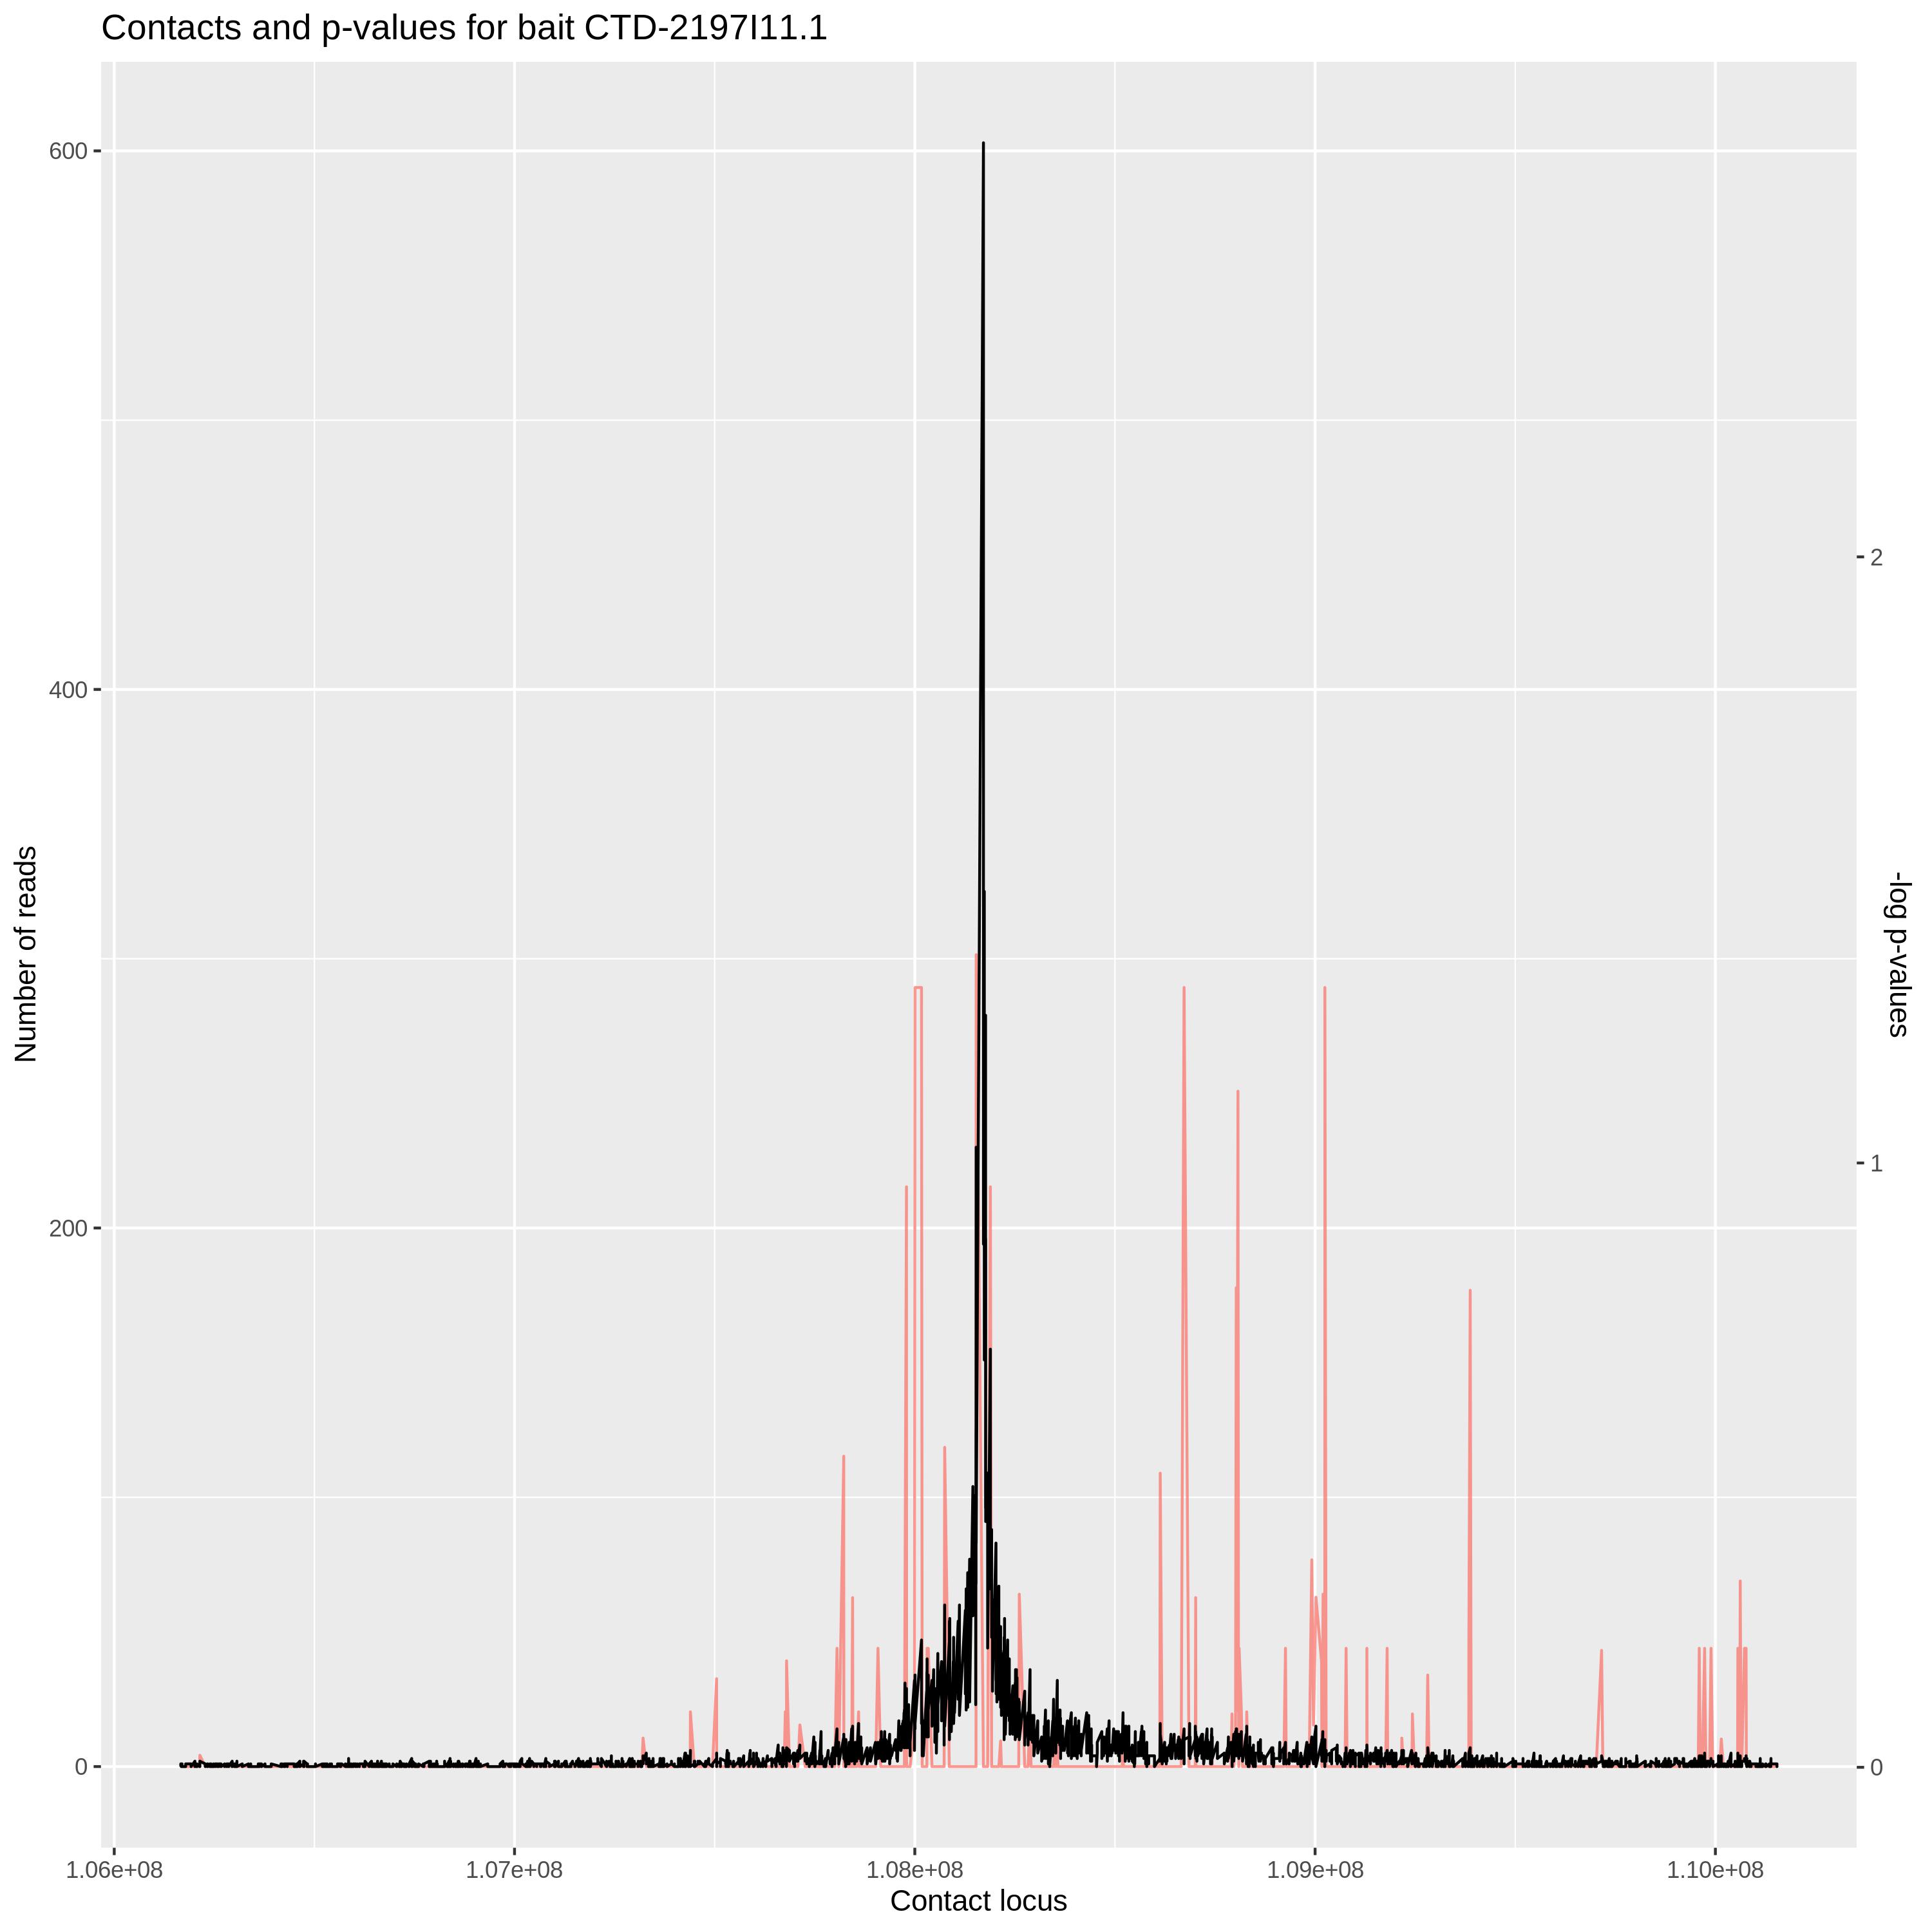 Contacts and p-values for bait CTD-2197I11.1
600
400
200
0
Number of reads
2
1
0
-log p-values
1.06e+08
1.07e+08
1.08e+08
1.09e+08
1.10e+08
Contact locus